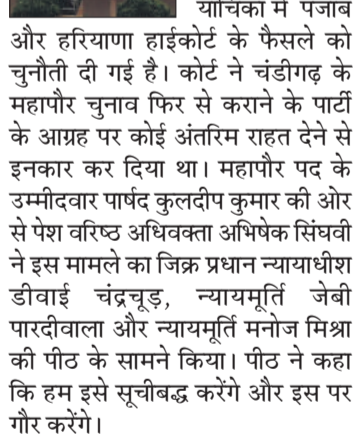 याचिका में पंजाब
और हरियाणा हाईकोर्ट के फैसले को
चुनौती दी गई है। कोर्ट ने चंडीगढ़ के
महापौर चुनाव फिर से कराने के पार्टी
के आग्रह पर कोई अंतरिम राहत देने से
इनकार कर दिया था। महापौर पद के
उम्मीदवार पार्षद कुलदीप कुमार की ओर
से पेश वरिष्ठ अधिवक्ता अभिषेक सिंघवी
ने इस मामले का जिक्र प्रधान न्यायाधीश
डीवाई चंद्रचूड़, न्यायमूर्ति जेबी
पारदीवाला और न्यायमूर्ति मनोज मिश्रा
की पीठ के सामने किया। पीठ ने कहा
कि हम इसे सूचीबद्ध करेंगे और इस पर
गौर करेंगे।